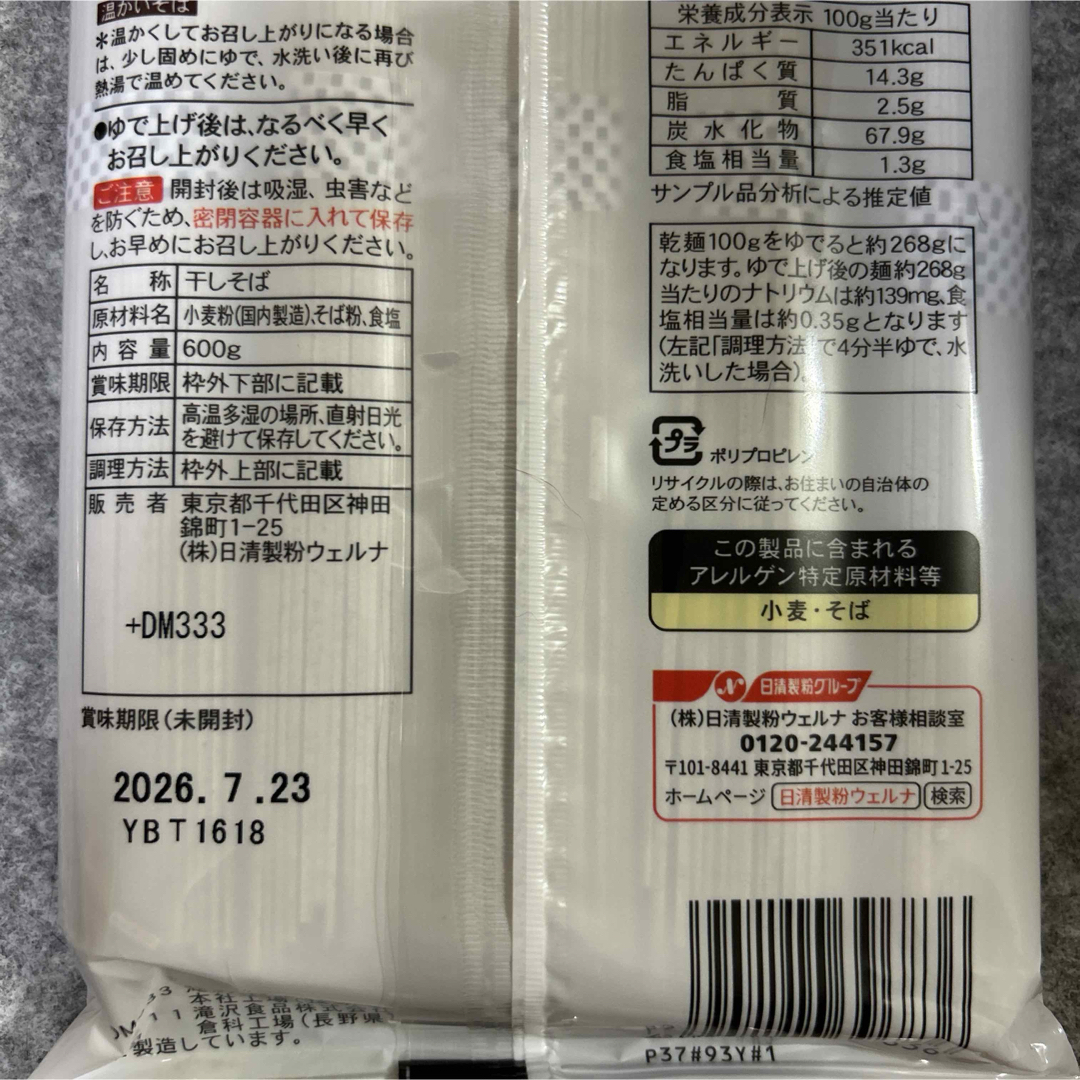 温かいそば
＊温かくしてお召し上がりになる場合
は、少し固めにゆで、水洗い後に再び
熱湯で温めてください。
●ゆで上げ後は、なるべく早く
お召し上がりください。
ご注意 開封後は吸湿、虫害など
を防ぐため、密閉容器に入れて保存
し、お早めにお召し上がりください。
名 称 干しそば
原材料名 小麦粉(国内製造)、そば粉、食塩
内容量 600g
賞味期限 枠外下部に記載
保存方法 高温多湿の場所、直射日光
を避けて保存してください。
調理方法 枠外上部に記載
販売者 東京都千代田区神田
錦町1-25
(株)日清製粉ウェルナ
+DM333
賞味期限(未開封)
2026.7.23
YBT1618
本社工場
滝沢食品株式会社
倉科工場(長野県)
製造しています。
栄養成分表示 100g当たり
エネルギー 351kcal
たんぱく質 14.3g
脂質 2.5g
炭水化物 67.9g
食塩相当量 1.3g
サンプル品分析による推定値
乾麺100gをゆでると約268gに
なります。ゆで上げ後の麺約268g
当たりのナトリウムは約139mg、食
塩相当量は約0.35gとなります
(左記「調理方法」で4分半ゆで、水
洗いした場合)。
プラ ポリプロピレン
リサイクルの際は、お住まいの自治体の
定める区分に従ってください。
この製品に含まれる
アレルゲン特定原材料等
小麦・そば
日清製粉グループ
(株)日清製粉ウェルナ お客様相談室
0120-244157
〒101-8441 東京都千代田区神田錦町1-25
ホームページ 日清製粉ウェルナ 検索
P37#93Y#1